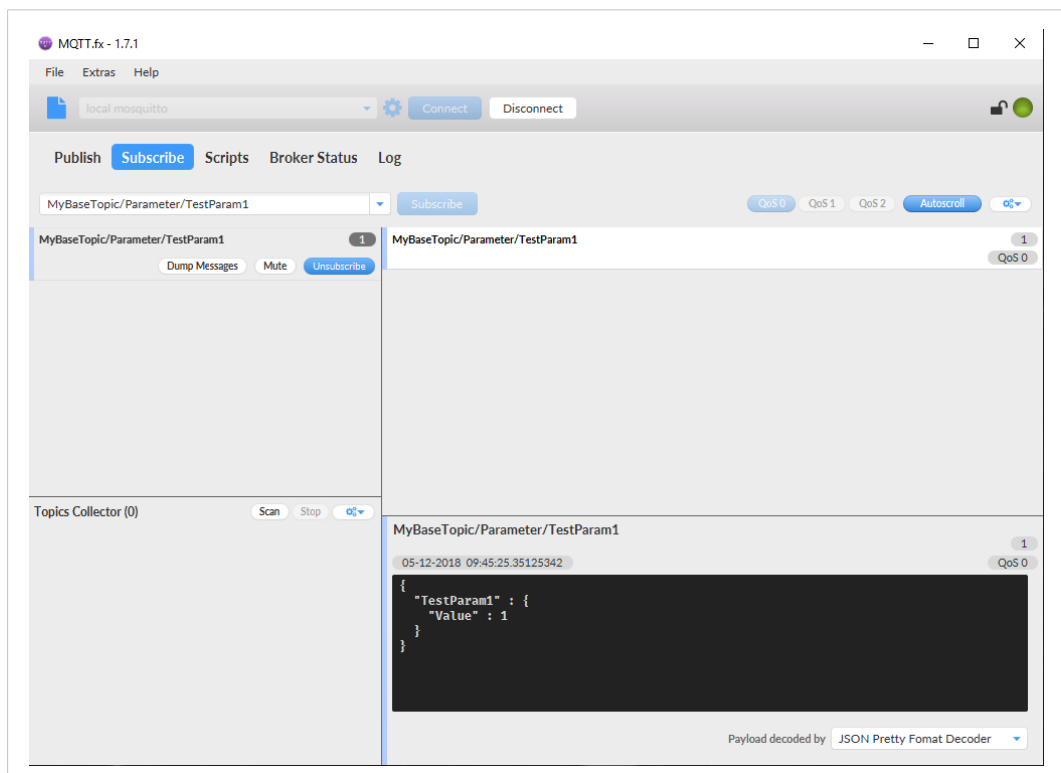 MQTT.fx - 1.7.1
File Extras Help
local mosquitto Connect Disconnect
Publish Subscribe Scripts Broker Status Log
MyBaseTopic/Parameter/TestParam1 Subscribe QoS 0 QoS 1 QoS 2 Autoscroll
MyBaseTopic/Parameter/TestParam1 1
Dump Messages Mute Unsubscribe
MyBaseTopic/Parameter/TestParam1 1
QoS 0
Topics Collector (0) Scan Stop
MyBaseTopic/Parameter/TestParam1
1
05-12-2018 09:45:25.35125342 QoS 0
{
"TestParam1" : {
"Value" : 1
}
}
Payload decoded by JSON Pretty Fomat Decoder